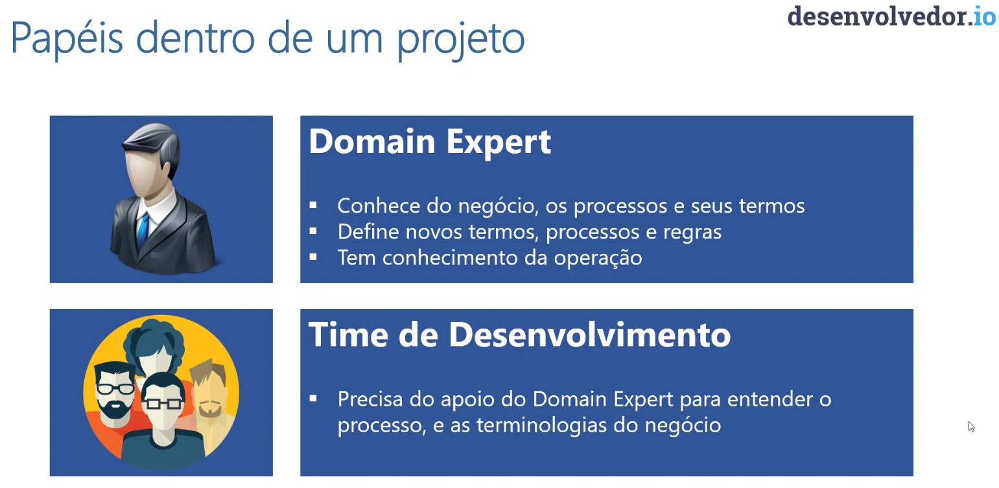 desenvolvedor.io
Papéis dentro de um projeto
Domain Expert
▪ Conhece do negócio, os processos e seus termos
▪ Define novos termos, processos e regras
▪ Tem conhecimento da operação
Time de Desenvolvimento
▪ Precisa do apoio do Domain Expert para entender o
processo, e as terminologias do negócio